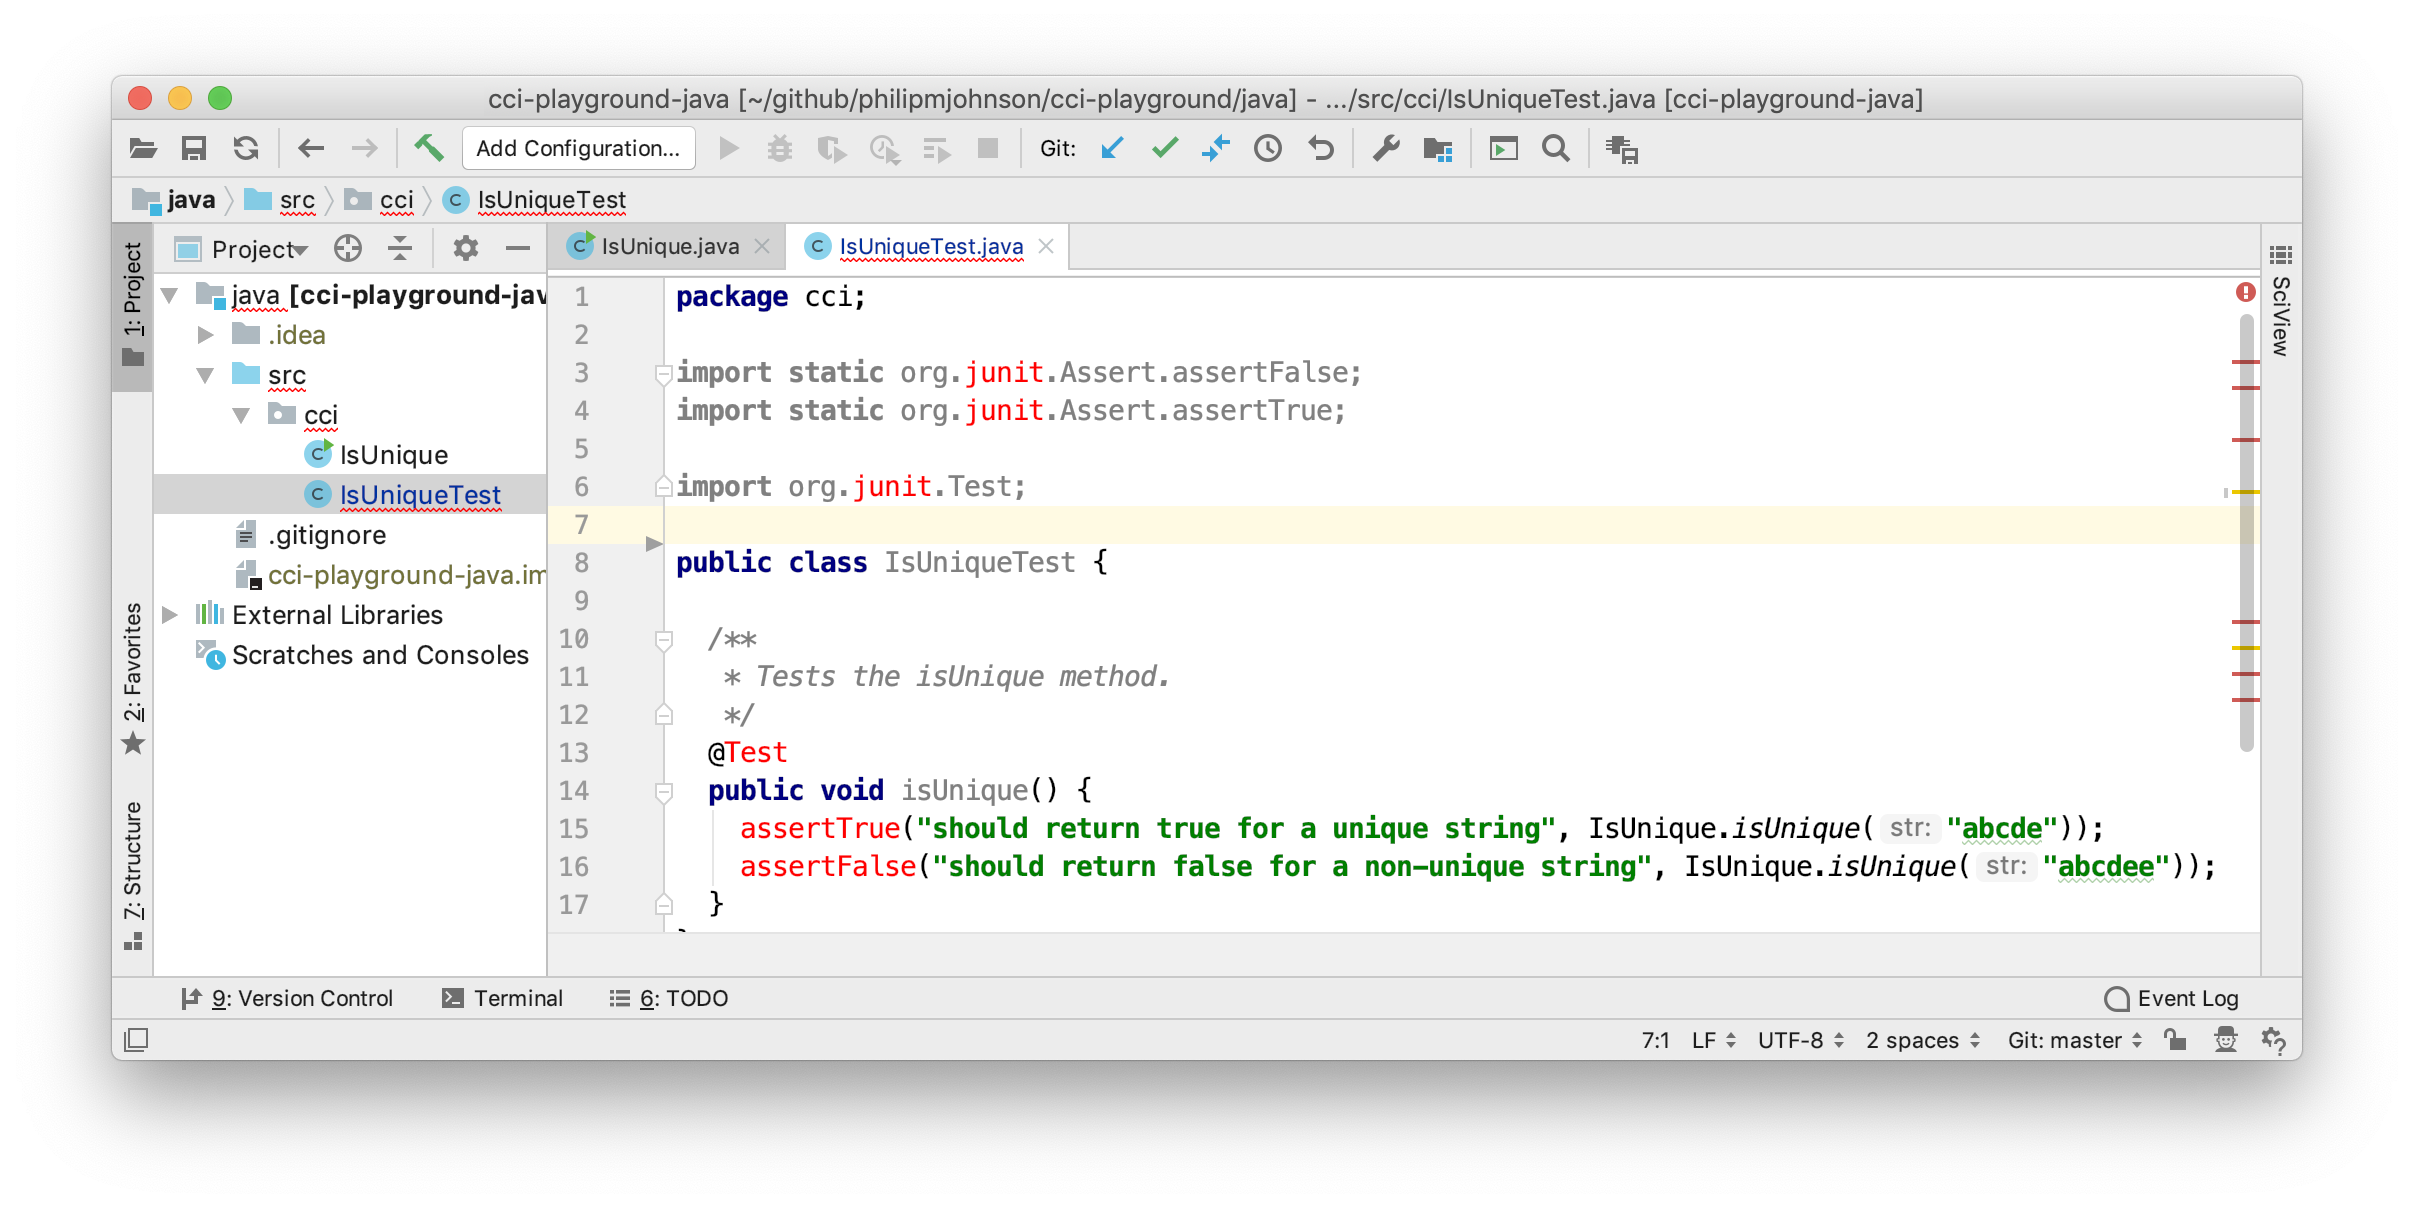 cci-playground-java [~/github/philipmjohnson/cci-playground/java] - .../src/cci/IsUniqueTest.java [cci-playground-java]
Add Configuration...
Git:
java
src
cci
IsUniqueTest
1: Project
2: Favorites
7: Structure
Project
java [cci-playground-jav
.idea
src
cci
IsUnique
IsUniqueTest
.gitignore
cci-playground-java.im
External Libraries
Scratches and Consoles
IsUnique.java
IsUniqueTest.java
1 package cci;
2
3 import static org.junit.Assert.assertFalse;
4 import static org.junit.Assert.assertTrue;
5
6 import org.junit.Test;
7
8 public class IsUniqueTest {
9
10 /**
11 * Tests the isUnique method.
12 */
13 @Test
14 public void isUnique() {
15 assertTrue("should return true for a unique string", IsUnique.isUnique( str: "abcde"));
16 assertFalse("should return false for a non-unique string", IsUnique.isUnique( str: "abcdee"));
17 }
SciView
9: Version Control
Terminal
6: TODO
Event Log
7:1
LF
UTF-8
2 spaces
Git: master